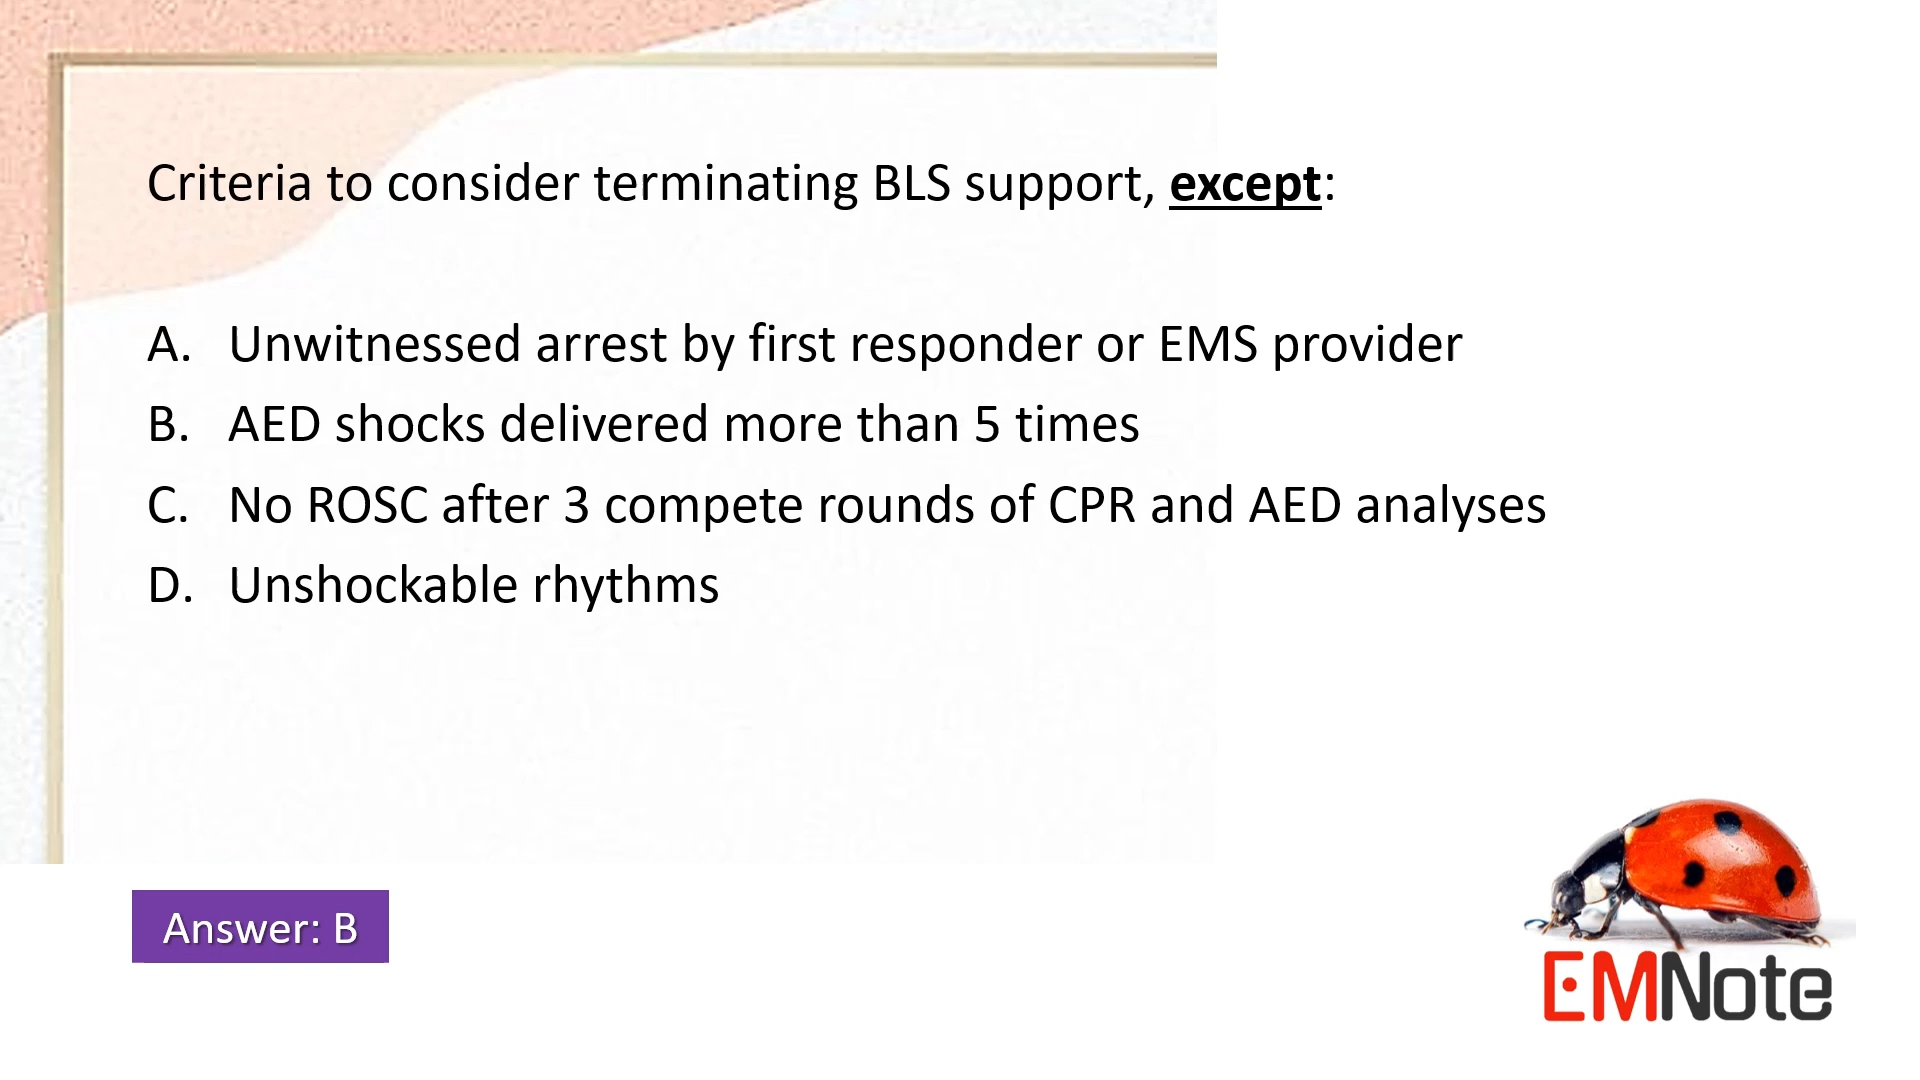 Criteria to consider terminating BLS support, except:
A. Unwitnessed arrest by first responder or EMS provider
B. AED shocks delivered more than 5 times
C. No ROSC after 3 compete rounds of CPR and AED analyses
D. Unshockable rhythms
Answer: B
EMNote